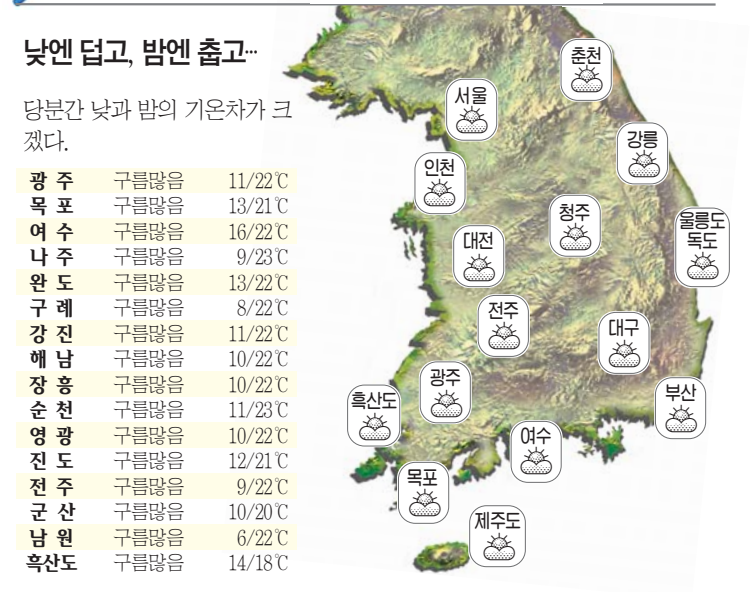 낮엔 덥고, 밤엔 춥고…
당분간 낮과 밤의 기온차가 크
겠다.
광 주 구름많음 11/22℃
목 포 구름많음 13/21℃
여 수 구름많음 16/22℃
나 주 구름많음 9/23℃
완 도 구름많음 13/22℃
구 례 구름많음 8/22℃
강 진 구름많음 11/22℃
해 남 구름많음 10/22℃
장 흥 구름많음 10/22℃
순 천 구름많음 11/23℃
영 광 구름많음 10/22℃
진 도 구름많음 12/21℃
전 주 구름많음 9/22℃
군 산 구름많음 10/20℃
남 원 구름많음 6/22℃
흑산도 구름많음 14/18℃
춘천
서울
강릉
인천
청주
울릉도
독도
대전
전주
대구
광주
부산
흑산도
여수
목포
제주도